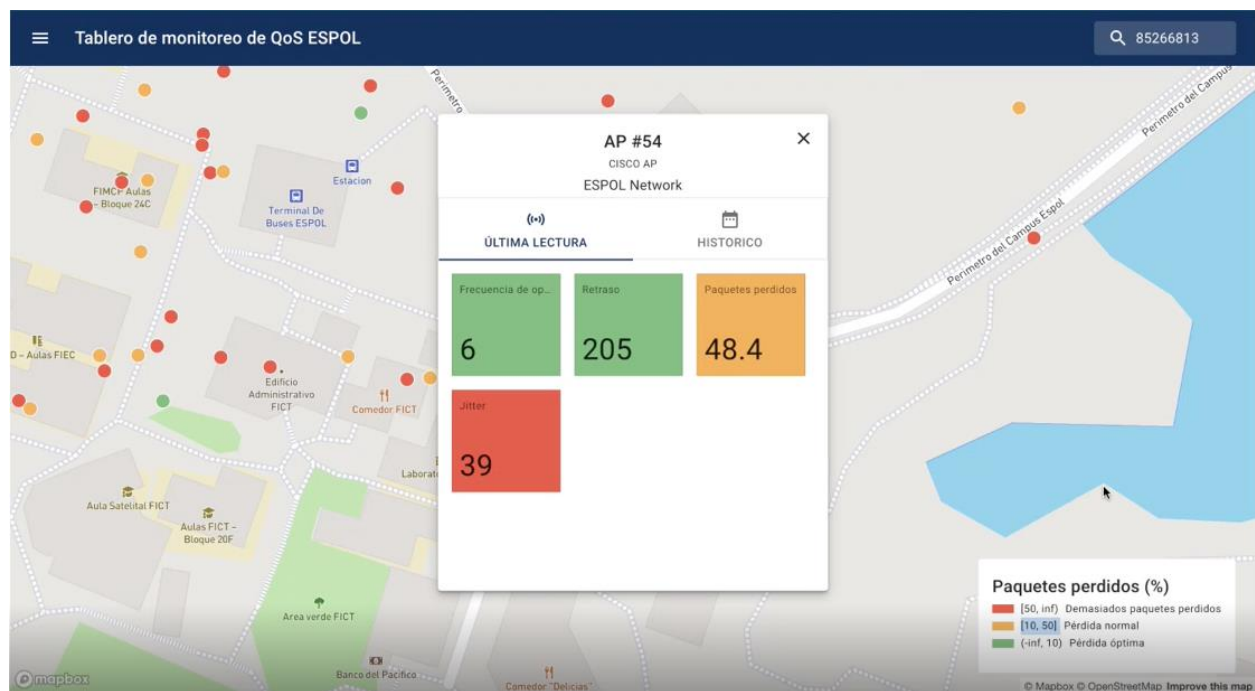 Tablero de monitoreo de QoS ESPOL
85266813
Perimetro
Perimetro del Campus
AP #54
CISCO AP
ESPOL Network
ÚLTIMA LECTURA
HISTORICO
Frecuencia de op...
Retraso
Paquetes perdidos
6
205
48.4
Jitter
39
Estacion
FIMCP Aulas
– Bloque 24C
Terminal De
Buses ESPOL
Perimetro del Campus Espol
– Aulas FIEC
Edificio
Administrativo
FICT
Comedor FICT
Laborat
Aula Satelital FICT
Aulas FICT –
Bloque 20F
Area verde FICT
Banco del Pacifico
Comedor "Delicias"
Paquetes perdidos (%)
[50, inf) Demasiados paquetes perdidos
[10, 50] Pérdida normal
(-inf, 10) Pérdida óptima
mapbox
© Mapbox © OpenStreetMap Improve this map